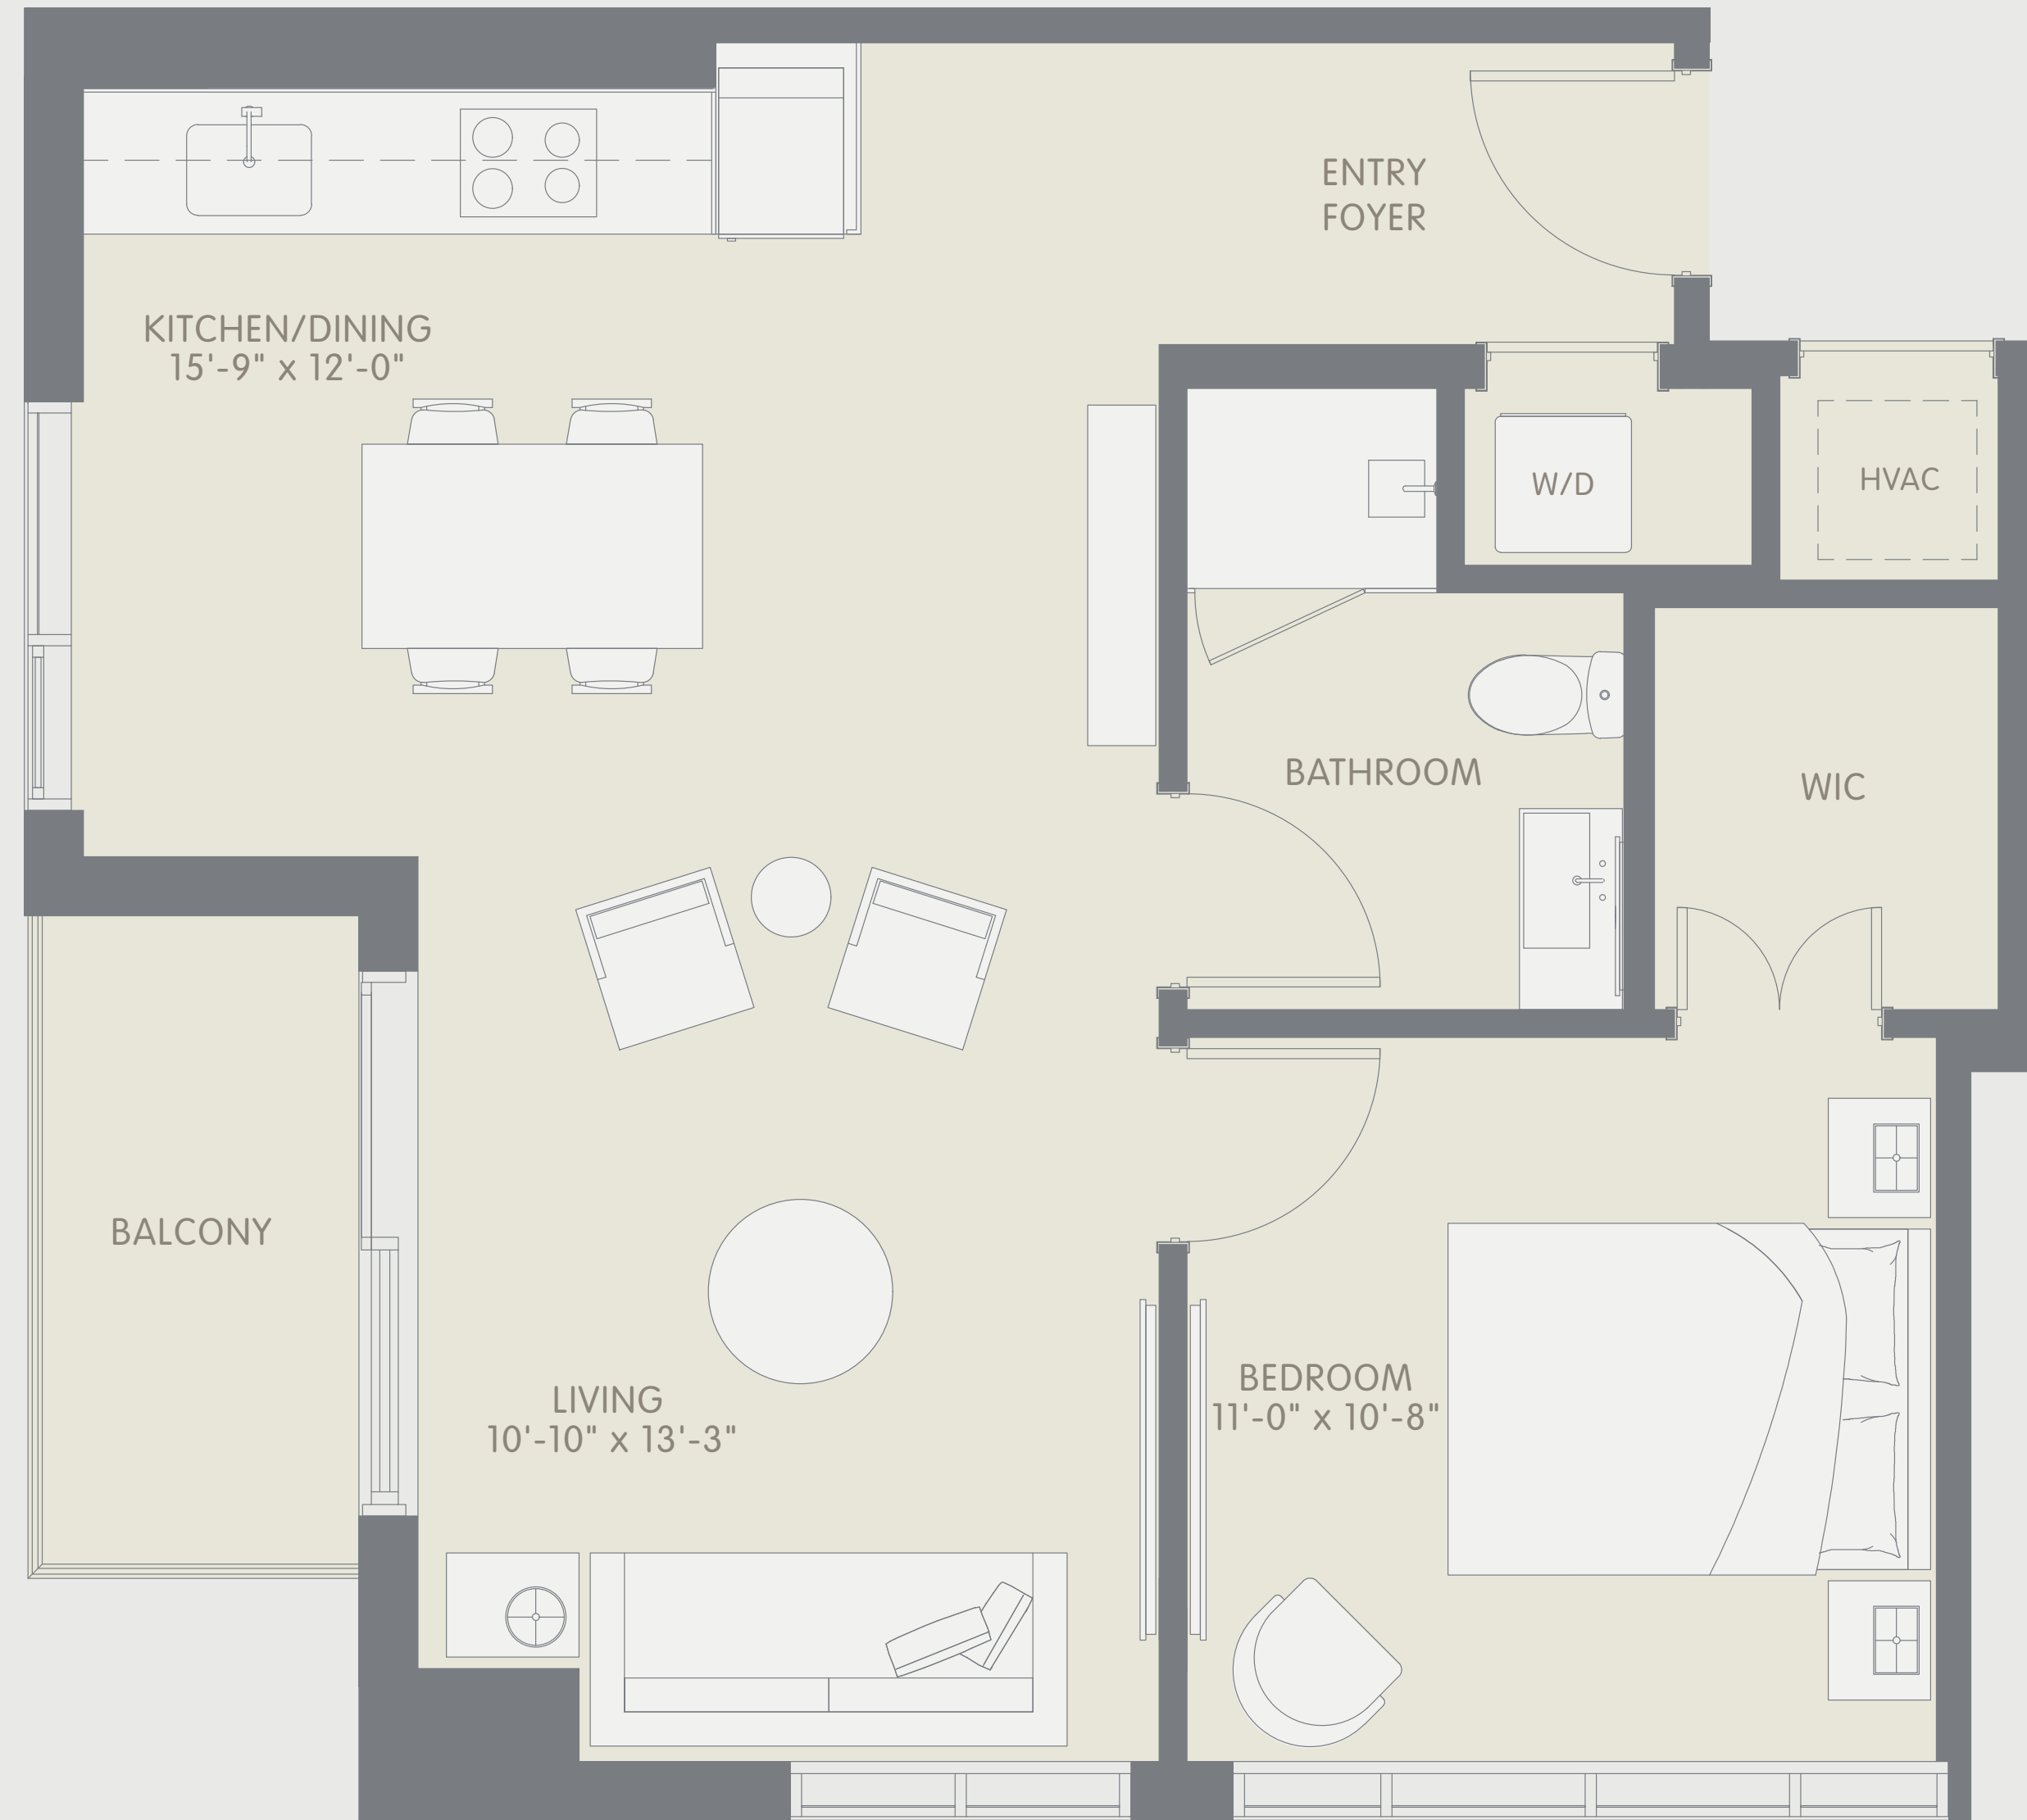 ENTRY
FOYER
KITCHEN/DINING
15'-9" x 12'-0"
W/D
HVAC
BATHROOM
WIC
BALCONY
LIVING
10'-10" x 13'-3"
BEDROOM
11'-0" x 10'-8"